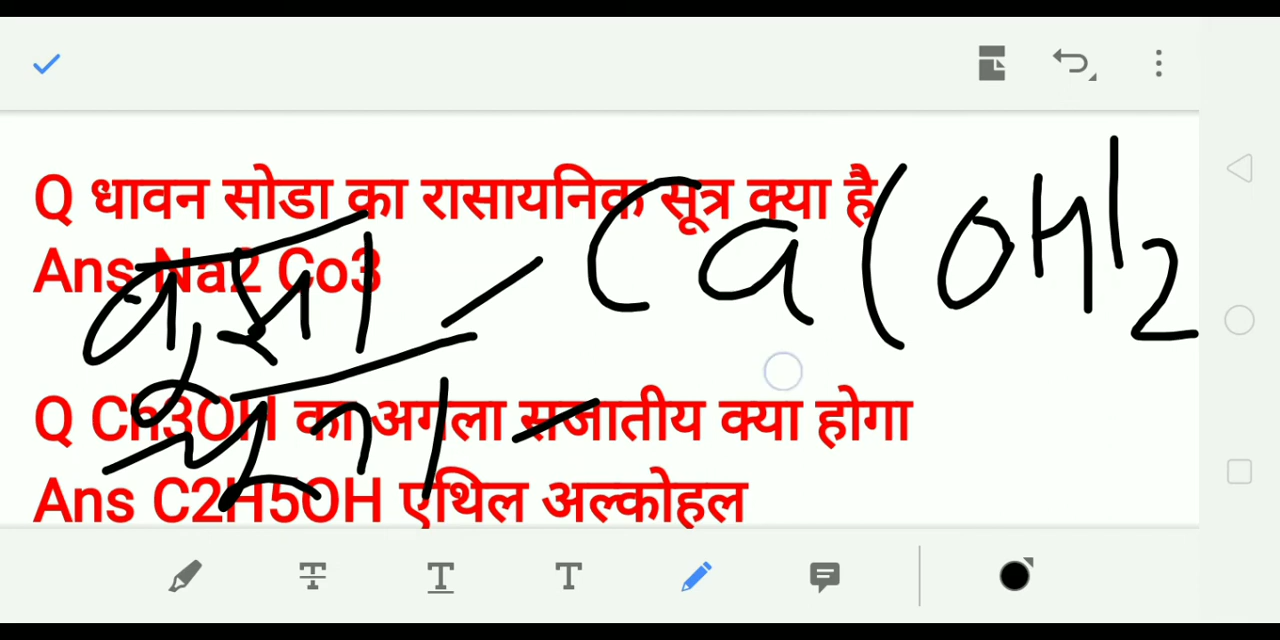 Q धावन सोडा का रासायनिक सूत्र क्या है
Ans Na2 Co3
बुझा
चूना
Ca(OH)2
Q Ch3OH का अगला सजातीय क्या होगा
Ans C2H5OH एथिल अल्कोहल